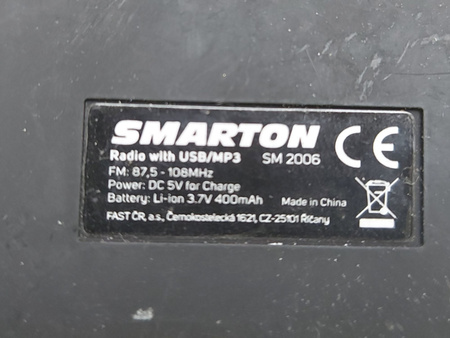 SMARTON
CE
Radio with USB/MP3 SM 2006
FM: 87,5 - 108MHz
Power: DC 5V for Charge
Battery: Li-ion 3.7V 400mAh Made in China
FAST ČR, a.s., Černokostelecká 1621, CZ-25101 Říčany